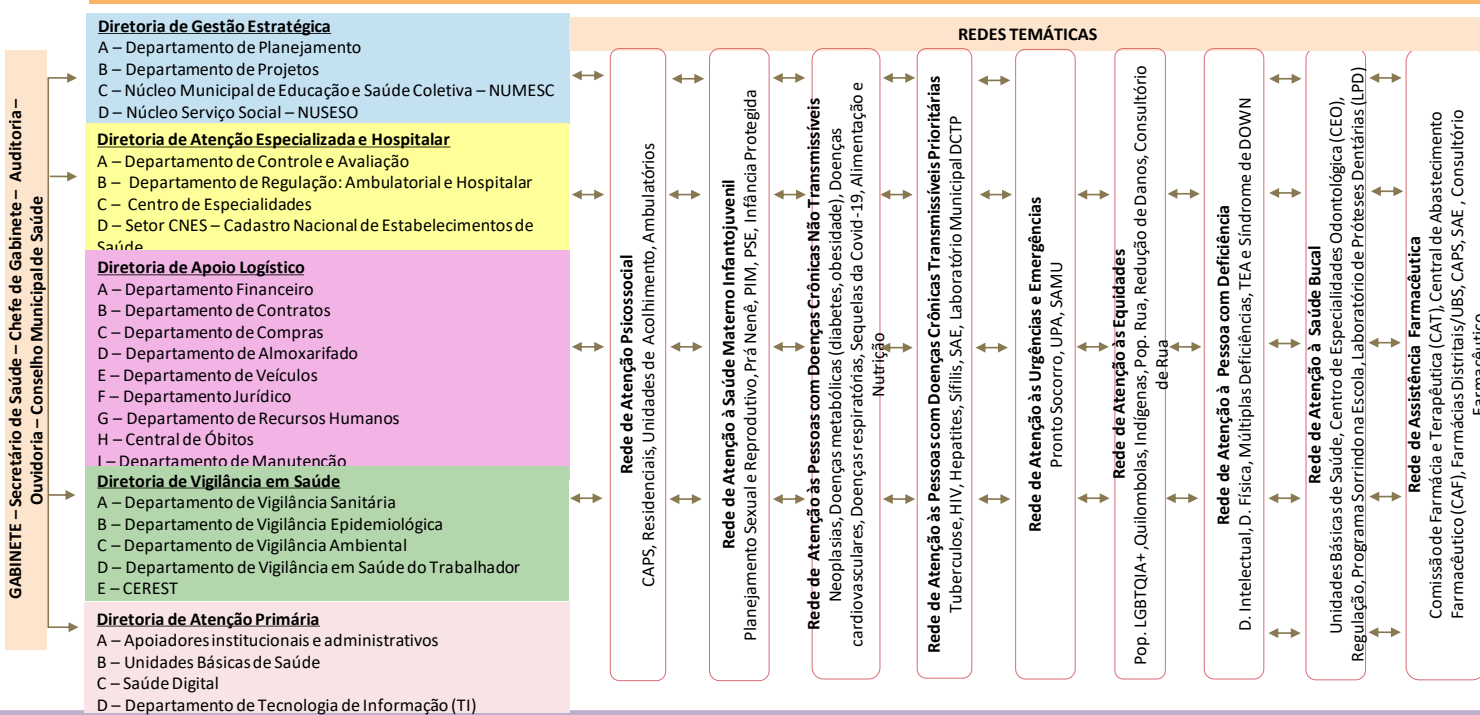 GABINETE – Secretário de Saúde – Chefe de Gabinete – Auditoria –
Ouvidoria – Conselho Municipal de Saúde
Diretoria de Gestão Estratégica
A – Departamento de Planejamento
B – Departamento de Projetos
C – Núcleo Municipal de Educação e Saúde Coletiva – NUMESC
D – Núcleo Serviço Social – NUSESO
Diretoria de Atenção Especializada e Hospitalar
A – Departamento de Controle e Avaliação
B – Departamento de Regulação: Ambulatorial e Hospitalar
C – Centro de Especialidades
D – Setor CNES – Cadastro Nacional de Estabelecimentos de
Saúde
Diretoria de Apoio Logístico
A – Departamento Financeiro
B – Departamento de Contratos
C – Departamento de Compras
D – Departamento de Almoxarifado
E – Departamento de Veículos
F – Departamento Jurídico
G – Departamento de Recursos Humanos
H – Central de Óbitos
I – Departamento de Manutenção
Diretoria de Vigilância em Saúde
A – Departamento de Vigilância Sanitária
B – Departamento de Vigilância Epidemiológica
C – Departamento de Vigilância Ambiental
D – Departamento de Vigilância em Saúde do Trabalhador
E – CEREST
Diretoria de Atenção Primária
A – Apoiadores institucionais e administrativos
B – Unidades Básicas de Saúde
C – Saúde Digital
D – Departamento de Tecnologia de Informação (TI)
REDES TEMÁTICAS
Rede de Atenção Psicossocial
CAPS, Residenciais, Unidades de Acolhimento, Ambulatórios
Rede de Atenção à Saúde Materno Infantojuvenil
Planejamento Sexual e Reprodutivo, Prá Nenê, PIM, PSE, Infância Protegida
Rede de Atenção às Pessoas com Doenças Crônicas Não Transmissíveis
Neoplasias, Doenças metabólicas (diabetes, obesidade), Doenças
cardiovasculares, Doenças respiratórias, Sequelas da Covid-19, Alimentação e
Nutrição
Rede de Atenção às Pessoas com Doenças Crônicas Transmissíveis Prioritárias
Tuberculose, HIV, Hepatites, Sífilis, SAE, Laboratório Municipal DCTP
Rede de Atenção às Urgências e Emergências
Pronto Socorro, UPA, SAMU
Rede de Atenção às Equidades
Pop. LGBTQIA+, Quilombolas, Indígenas, Pop. Rua, Redução de Danos, Consultório
de Rua
Rede de Atenção à Pessoa com Deficiência
D. Intelectual, D. Física, Múltiplas Deficiências, TEA e Síndrome de DOWN
Rede de Atenção à Saúde Bucal
Unidades Básicas de Saúde, Centro de Especialidades Odontológica (CEO),
Regulação, Programa Sorrindo na Escola, Laboratório de Próteses Dentárias (LPD)
Rede de Assistência Farmacêutica
Comissão de Farmácia e Terapêutica (CAT), Central de Abastecimento
Farmacêutico (CAF), Farmácias Distritais/UBS, CAPS, SAE , Consultório
Farmacêutico